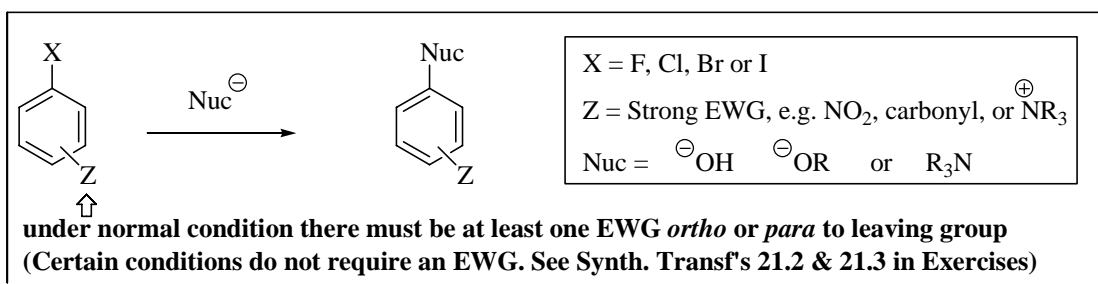 X
Nuc⊖
Z
Nuc
Z
X = F, Cl, Br or I
Z = Strong EWG, e.g. NO₂, carbonyl, or ⊕NR₃
Nuc = ⊖OH ⊖OR or R₃N
under normal condition there must be at least one EWG ortho or para to leaving group
(Certain conditions do not require an EWG. See Synth. Transf's 21.2 & 21.3 in Exercises)